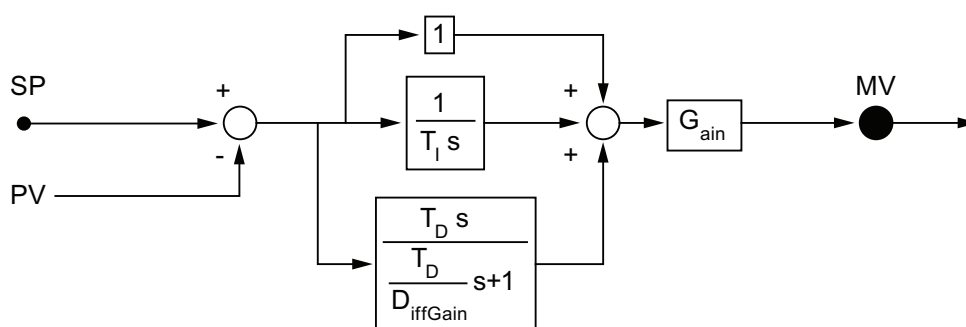 1
SP
+
1
T_I s
+
G_ain
MV
-
+
PV
T_D s
T_D
D_iffGain
s+1